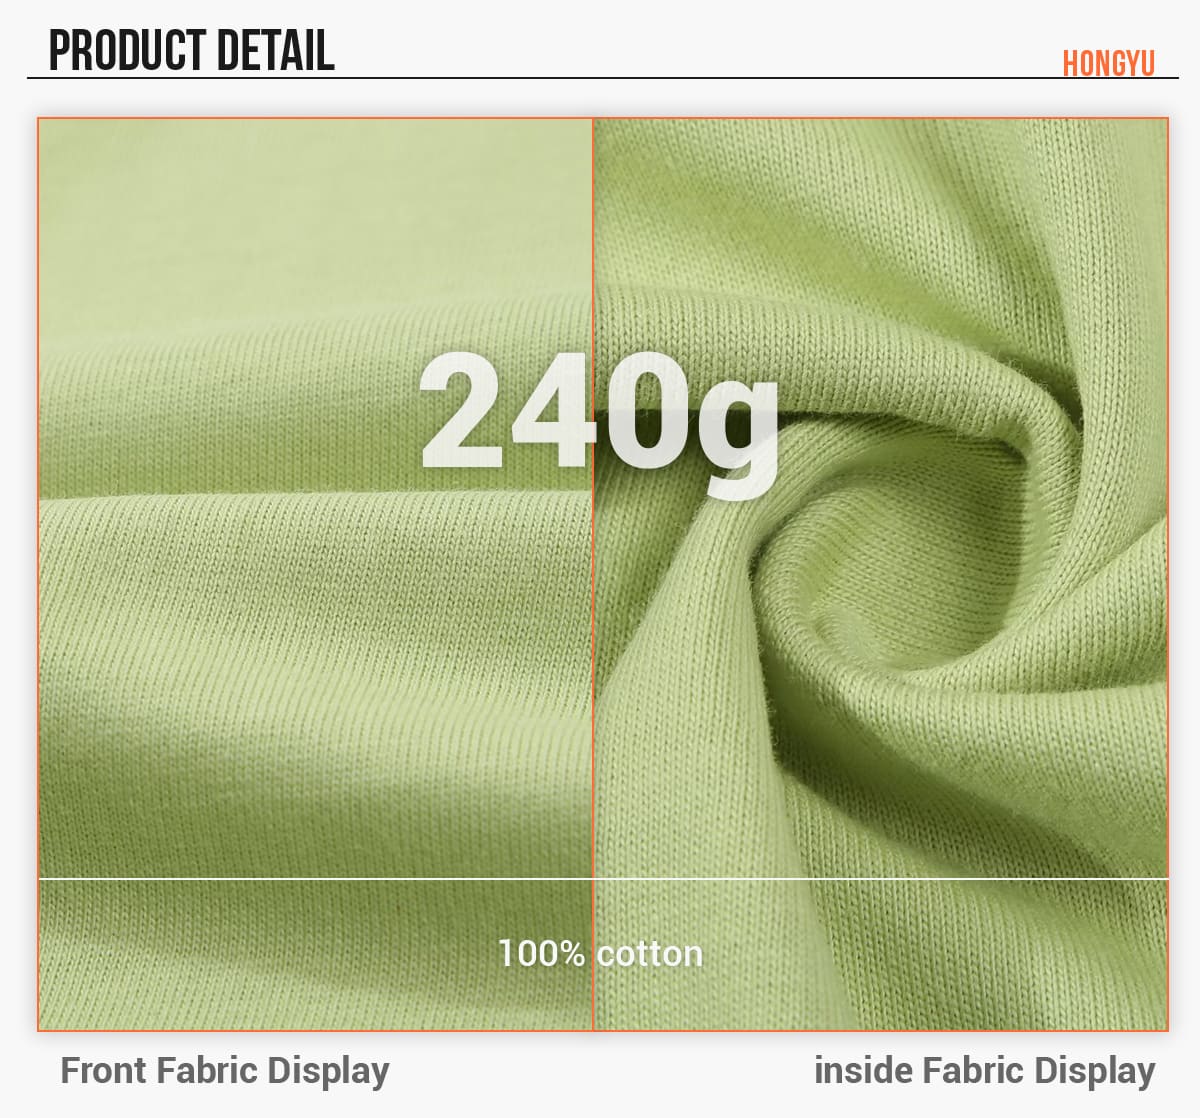 PRODUCT DETAIL
HONGYU
240g
100% cotton
Front Fabric Display
inside Fabric Display